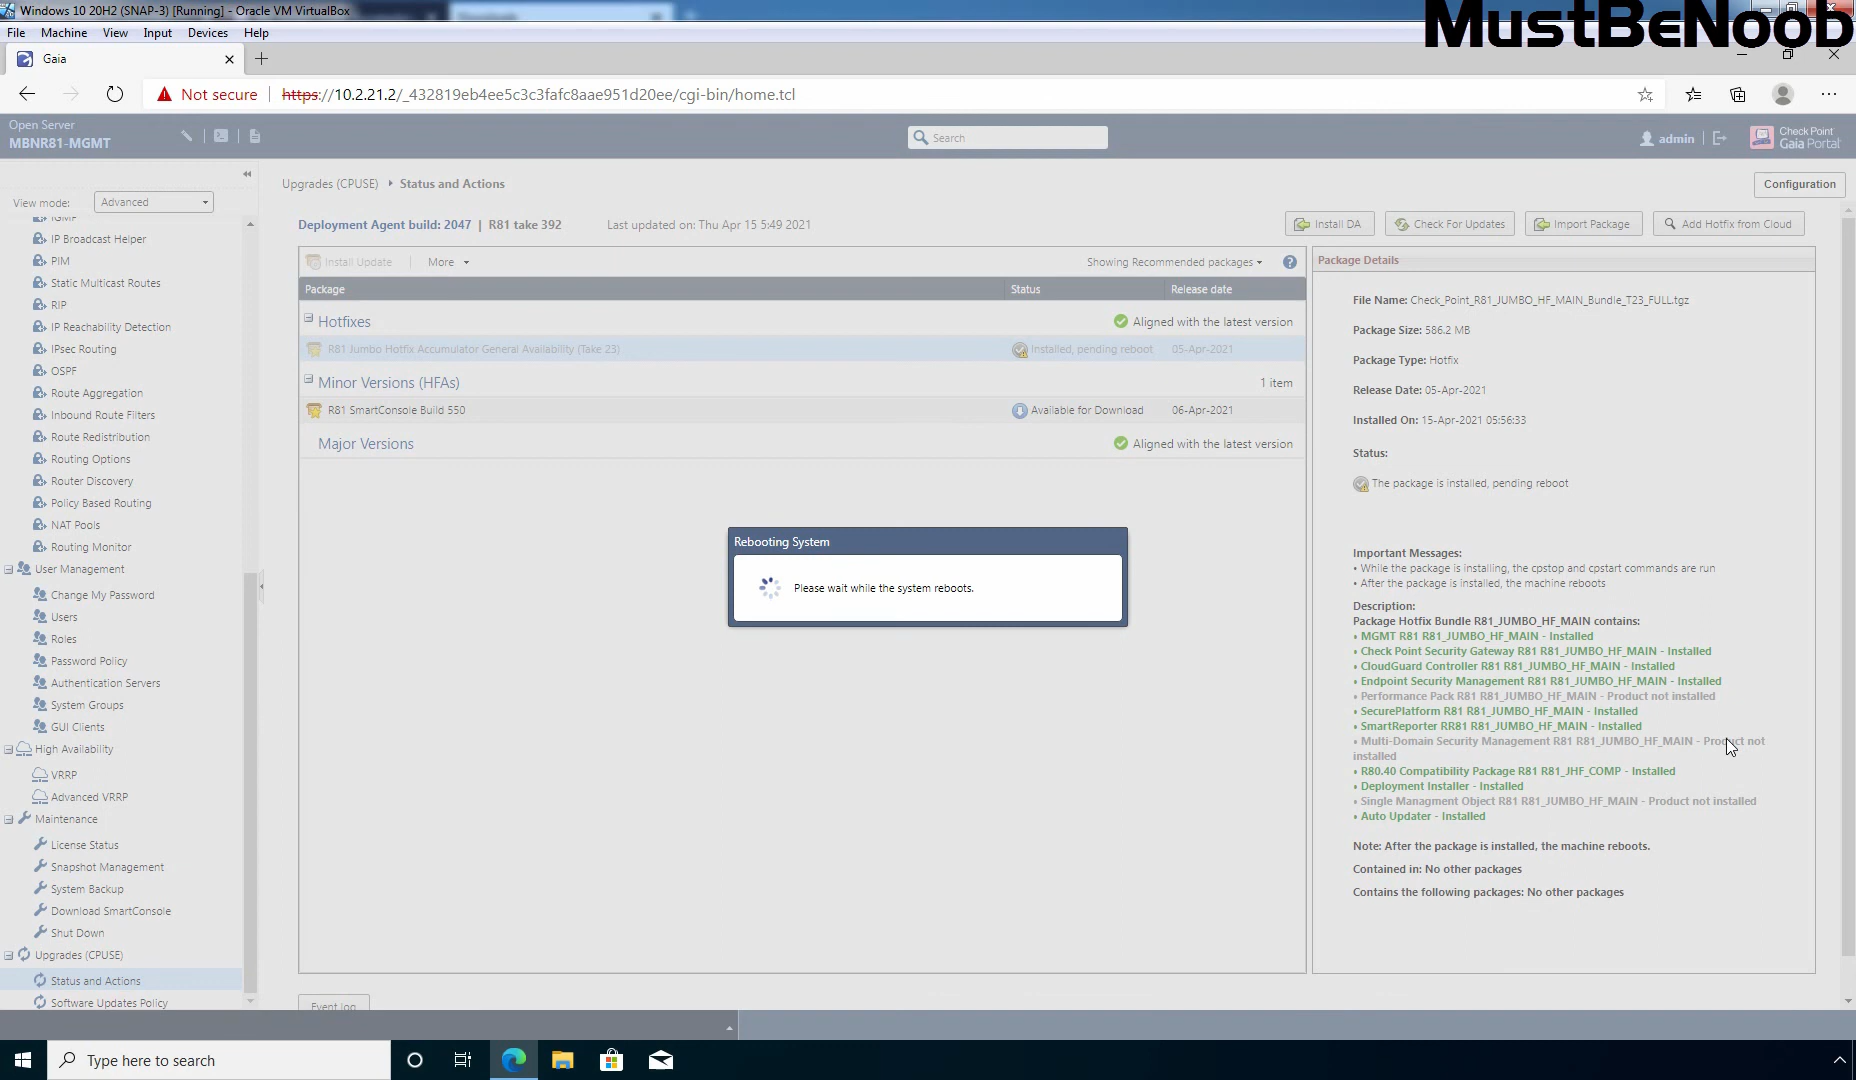 Windows 10 20H2 (SNAP-3) [Running] - Oracle VM VirtualBox
MustBeNoob
File Machine View Input Devices Help
Gaia
Not secure https://10.2.21.2/_432819eb4ee5c3c3fafc8aae951d20ee/cgi-bin/home.tcl
Open Server
MBNR81-MGMT
Search
admin
Check Point
Gaia Portal
View mode: Advanced
IGMP
IP Broadcast Helper
PIM
Static Multicast Routes
RIP
IP Reachability Detection
IPsec Routing
OSPF
Route Aggregation
Inbound Route Filters
Route Redistribution
Routing Options
Router Discovery
Policy Based Routing
NAT Pools
Routing Monitor
User Management
Change My Password
Users
Roles
Password Policy
Authentication Servers
System Groups
GUI Clients
High Availability
VRRP
Advanced VRRP
Maintenance
License Status
Snapshot Management
System Backup
Download SmartConsole
Shut Down
Upgrades (CPUSE)
Status and Actions
Software Updates Policy
Upgrades (CPUSE) Status and Actions
Configuration
Deployment Agent build: 2047 | R81 take 392 Last updated on: Thu Apr 15 5:49 2021
Install DA Check For Updates Import Package Add Hotfix from Cloud
Install Update More Showing Recommended packages
Package Status Release date
Hotfixes Aligned with the latest version
R81 Jumbo Hotfix Accumulator General Availability (Take 23) Installed, pending reboot 05-Apr-2021
Minor Versions (HFAs) 1 item
R81 SmartConsole Build 550 Available for Download 06-Apr-2021
Major Versions Aligned with the latest version
Rebooting System
Please wait while the system reboots.
Event log
Package Details
File Name: Check_Point_R81_JUMBO_HF_MAIN_Bundle_T23_FULL.tgz
Package Size: 586.2 MB
Package Type: Hotfix
Release Date: 05-Apr-2021
Installed On: 15-Apr-2021 05:56:33
Status:
The package is installed, pending reboot
Important Messages:
• While the package is installing, the cpstop and cpstart commands are run
• After the package is installed, the machine reboots
Description:
Package Hotfix Bundle R81_JUMBO_HF_MAIN contains:
• MGMT R81 R81_JUMBO_HF_MAIN - Installed
• Check Point Security Gateway R81 R81_JUMBO_HF_MAIN - Installed
• CloudGuard Controller R81 R81_JUMBO_HF_MAIN - Installed
• Endpoint Security Management R81 R81_JUMBO_HF_MAIN - Installed
• Performance Pack R81 R81_JUMBO_HF_MAIN - Product not installed
• SecurePlatform R81 R81_JUMBO_HF_MAIN - Installed
• SmartReporter RR81 R81_JUMBO_HF_MAIN - Installed
• Multi-Domain Security Management R81 R81_JUMBO_HF_MAIN - Product not
installed
• R80.40 Compatibility Package R81 R81_JHF_COMP - Installed
• Deployment Installer - Installed
• Single Managment Object R81 R81_JUMBO_HF_MAIN - Product not installed
• Auto Updater - Installed
Note: After the package is installed, the machine reboots.
Contained in: No other packages
Contains the following packages: No other packages
Type here to search